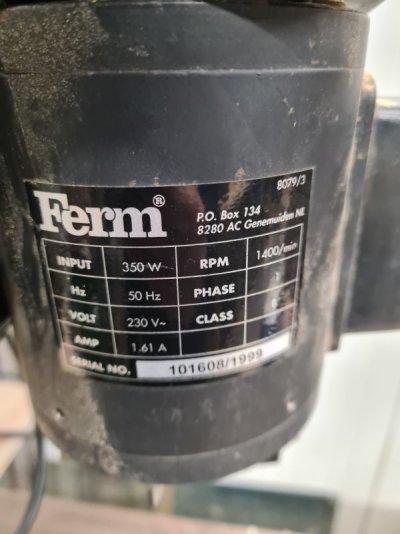 8079/3
Ferm®
P.O. Box 134
8280 AC Genemuiden NL
INPUT 350 W RPM 1400/min
Hz 50 Hz PHASE 1
VOLT 230 V~ CLASS
AMP 1.61 A
SERIAL NO. 101608/1999